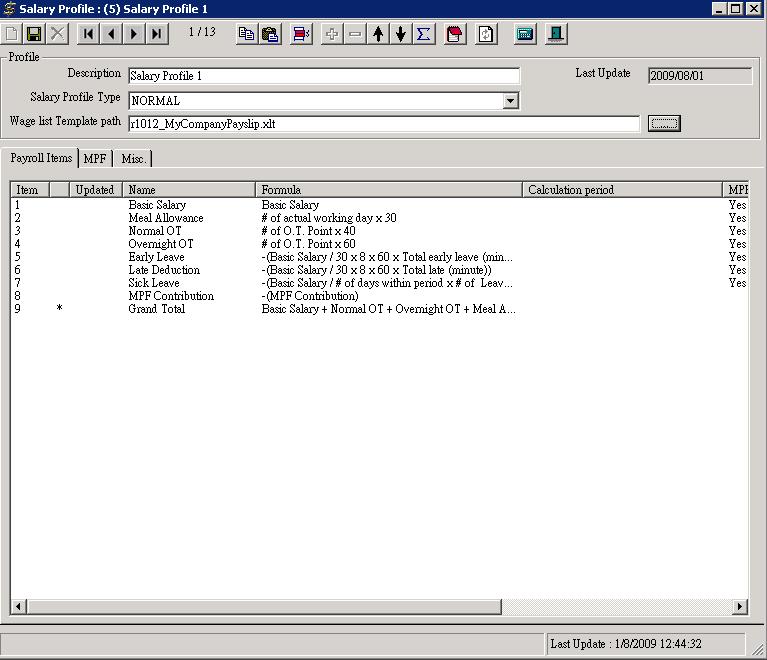 Salary Profile : (5) Salary Profile 1
1 / 13
Profile
Description Salary Profile 1 Last Update 2009/08/01
Salary Profile Type NORMAL
Wage list Template path r1012_MyCompanyPayslip.xlt ......
Payroll Items MPF Misc.
Item Updated Name Formula Calculation period MPF
1 Basic Salary Basic Salary Yes
2 Meal Allowance # of actual working day x 30 Yes
3 Normal OT # of O.T. Point x 40 Yes
4 Overnight OT # of O.T. Point x 60 Yes
5 Early Leave -(Basic Salary / 30 x 8 x 60 x Total early leave (min... Yes
6 Late Deduction -(Basic Salary / 30 x 8 x 60 x Total late (minute)) Yes
7 Sick Leave -(Basic Salary / # of days within period x # of Leav... Yes
8 MPF Contribution -(MPF Contribution)
9 * Grand Total Basic Salary + Normal OT + Overnight OT + Meal A...
Last Update : 1/8/2009 12:44:32